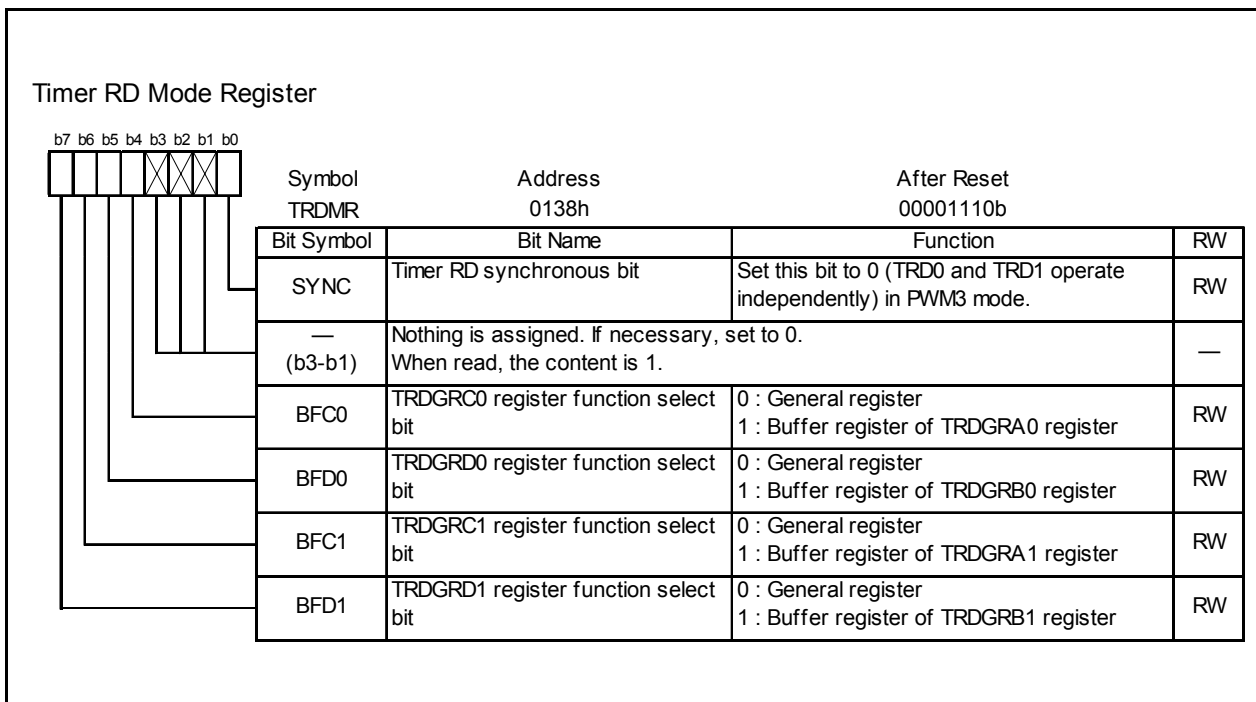 Timer RD Mode Register
b7 b6 b5 b4 b3 b2 b1 b0
Symbol Address After Reset
TRDMR 0138h 00001110b
Bit Symbol Bit Name Function RW
SYNC Timer RD synchronous bit Set this bit to 0 (TRD0 and TRD1 operate independently) in PWM3 mode. RW
— (b3-b1) Nothing is assigned. If necessary, set to 0.
When read, the content is 1. —
BFC0 TRDGRC0 register function select bit 0 : General register
1 : Buffer register of TRDGRA0 register RW
BFD0 TRDGRD0 register function select bit 0 : General register
1 : Buffer register of TRDGRB0 register RW
BFC1 TRDGRC1 register function select bit 0 : General register
1 : Buffer register of TRDGRA1 register RW
BFD1 TRDGRD1 register function select bit 0 : General register
1 : Buffer register of TRDGRB1 register RW